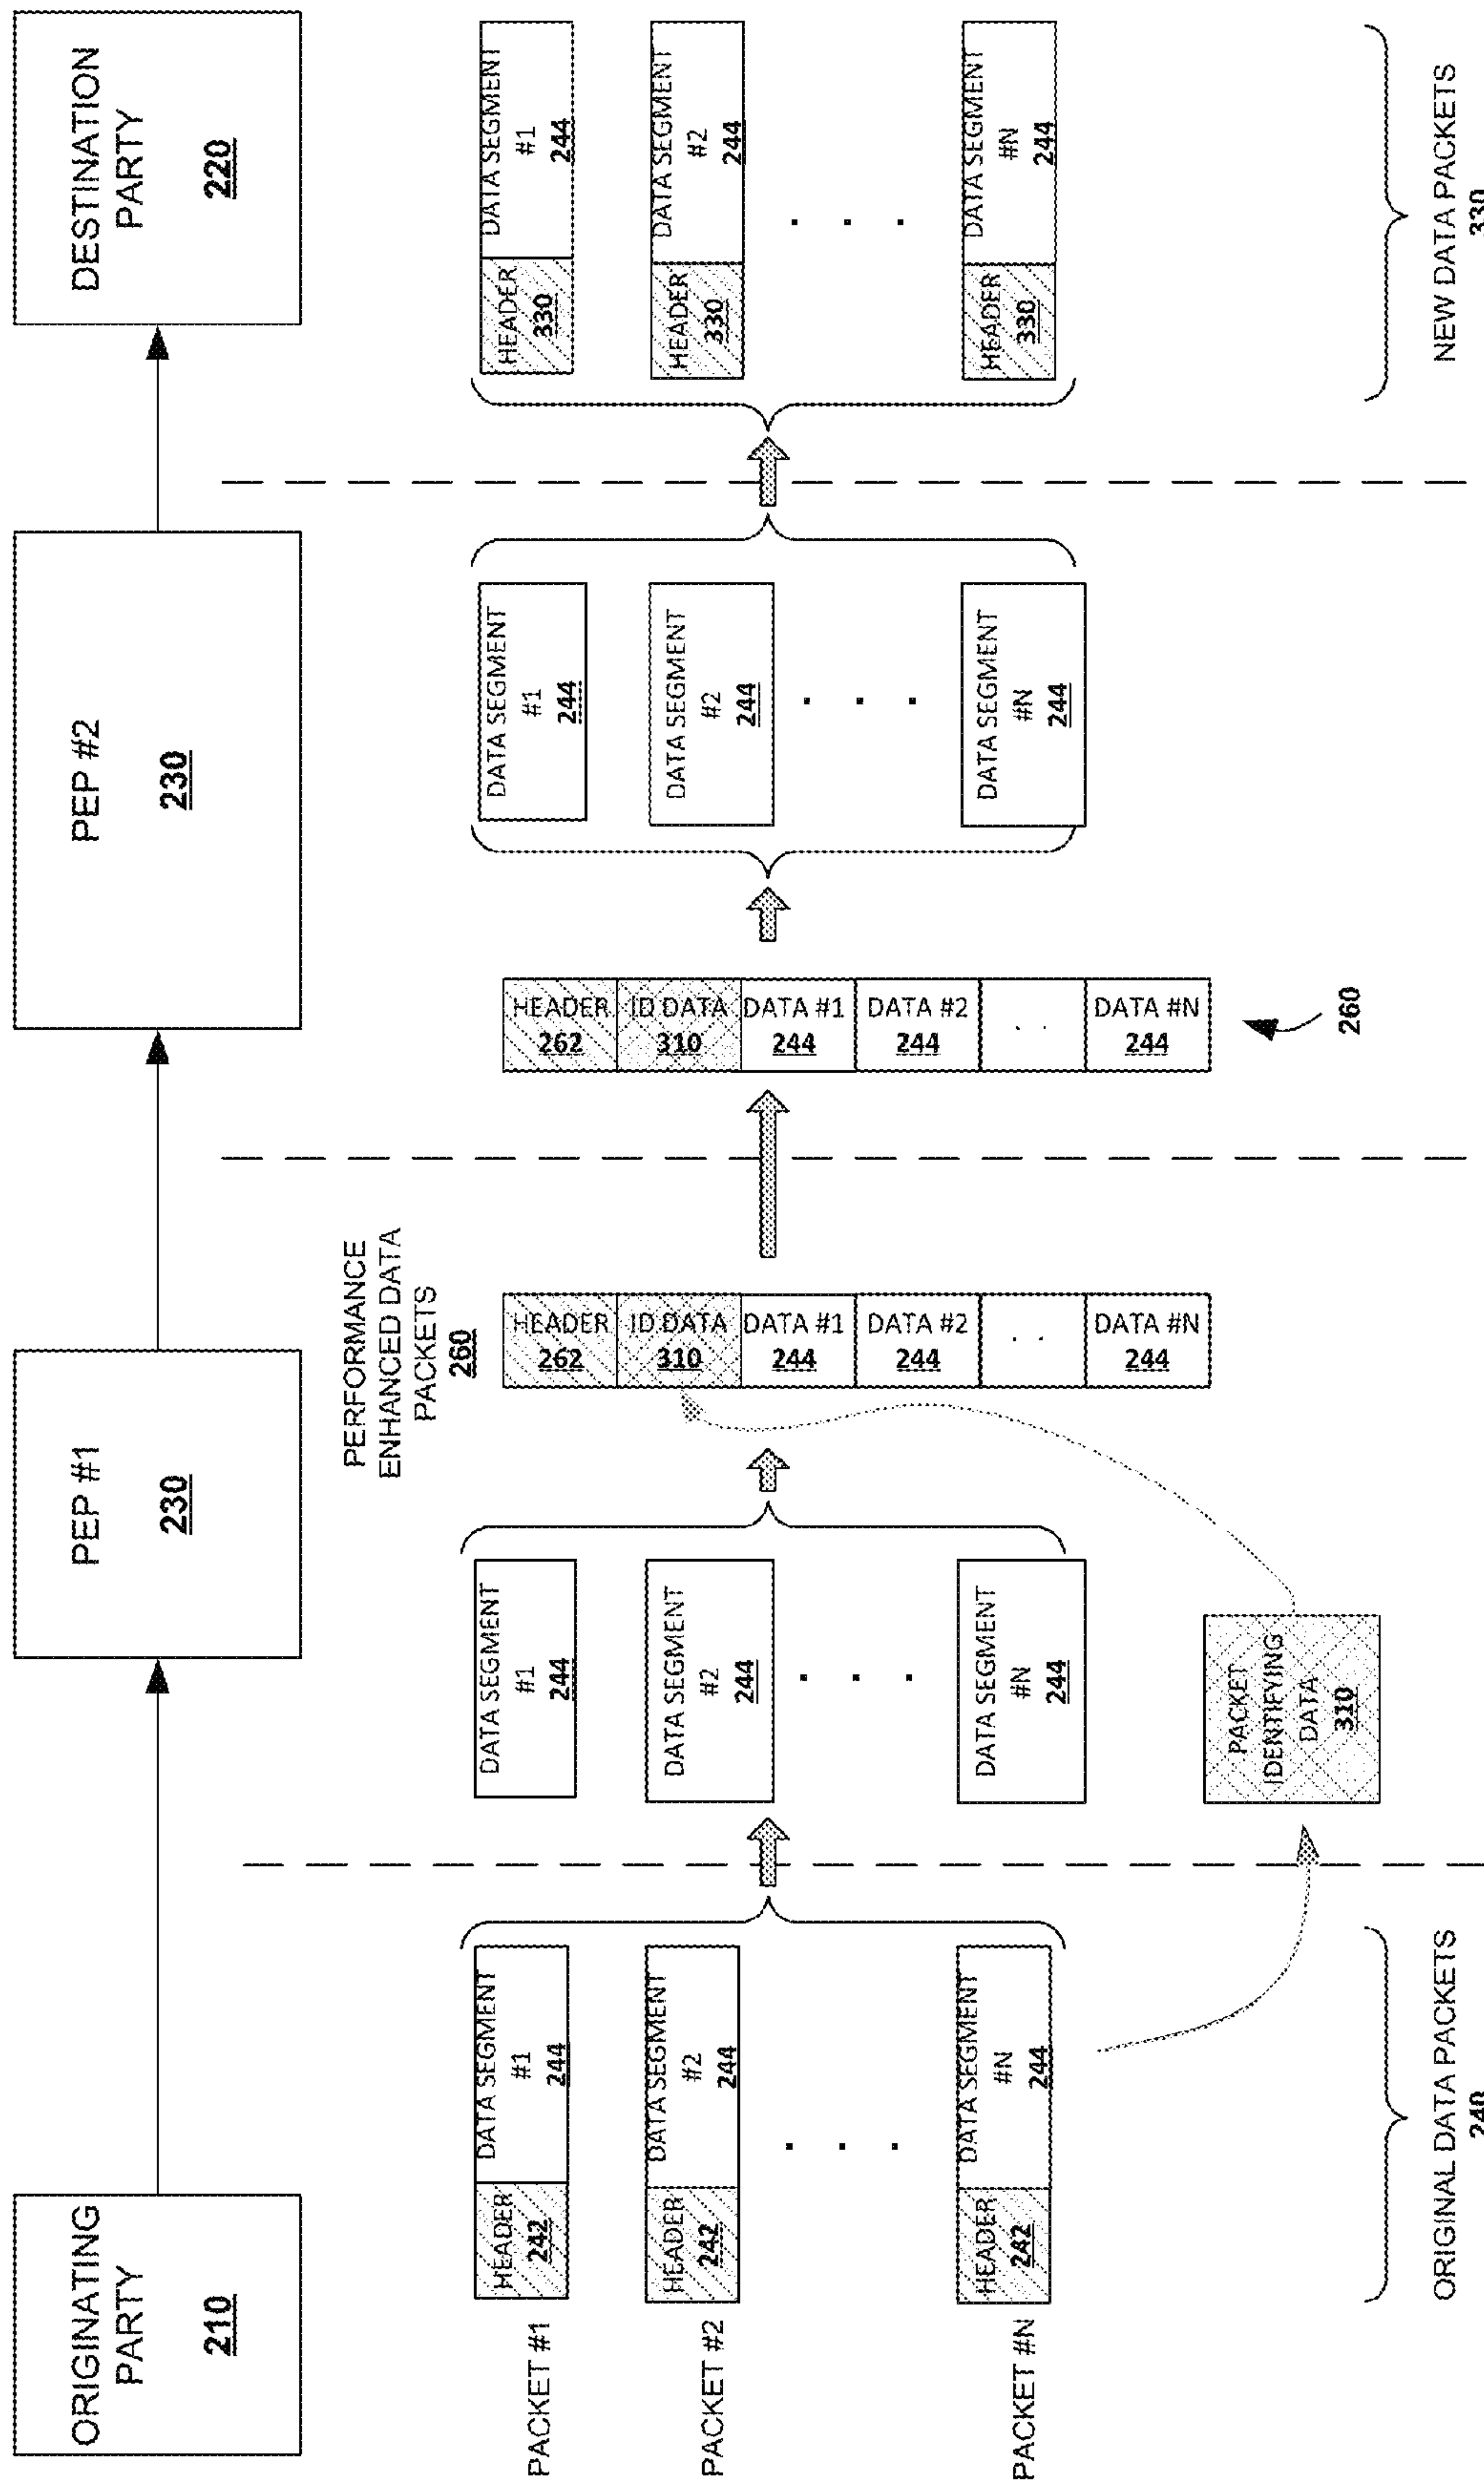 ORIGINATING
PARTY
210
PEP #1
230
PEP #2
230
DESTINATION
PARTY
220
PERFORMANCE
ENHANCED DATA
PACKETS
260
PACKET #1
HEADER
242
DATA SEGMENT
#1
244
PACKET #2
HEADER
242
DATA SEGMENT
#2
244
. . .
PACKET #N
HEADER
242
DATA SEGMENT
#N
244
ORIGINAL DATA PACKETS
240
DATA SEGMENT
#1
244
DATA SEGMENT
#2
244
. . .
DATA SEGMENT
#N
244
PACKET
IDENTIFYING
DATA
310
HEADER
262
ID DATA
310
DATA #1
244
DATA #2
244
. .
DATA #N
244
HEADER
262
ID DATA
310
DATA #1
244
DATA #2
244
. .
DATA #N
244
260
DATA SEGMENT
#1
244
DATA SEGMENT
#2
244
. . .
DATA SEGMENT
#N
244
HEADER
330
DATA SEGMENT
#1
244
HEADER
330
DATA SEGMENT
#2
244
. . .
HEADER
330
DATA SEGMENT
#N
244
NEW DATA PACKETS
330